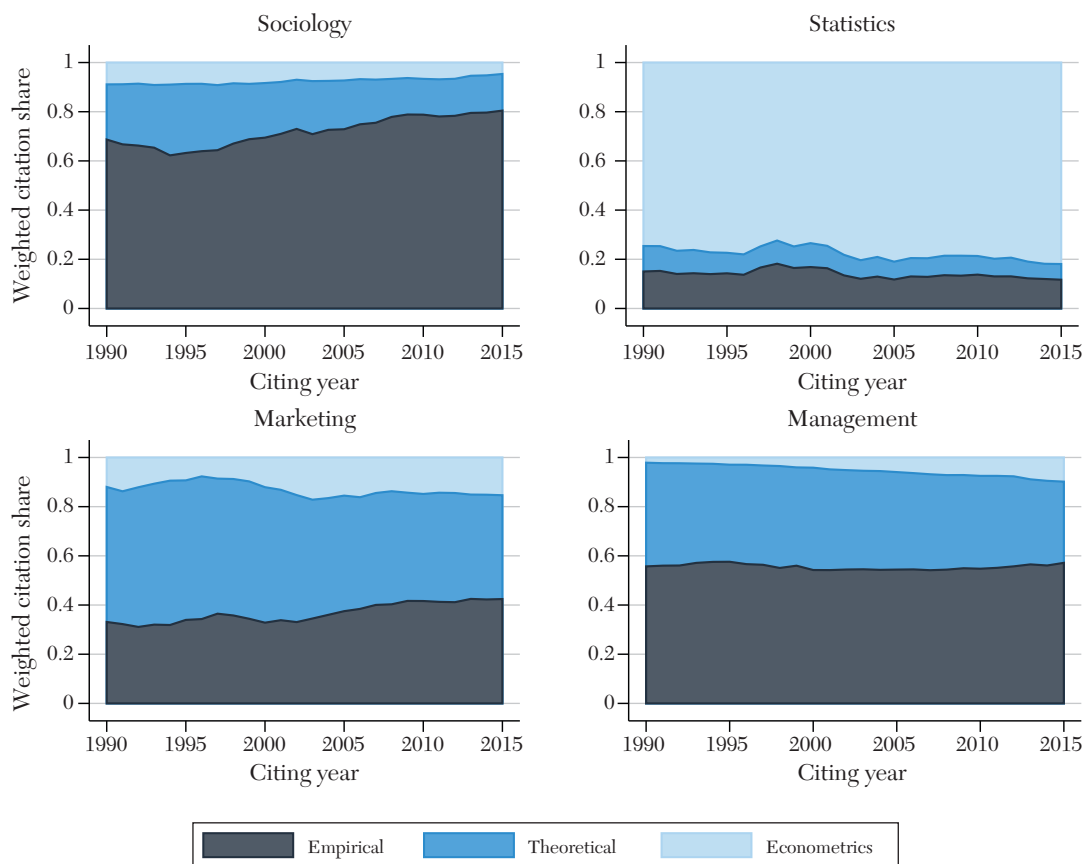 Sociology
Statistics
Weighted citation share
1
0.8
0.6
0.4
0.2
0
1990 1995 2000 2005 2010 2015
Citing year
1
0.8
0.6
0.4
0.2
0
1990 1995 2000 2005 2010 2015
Citing year
Marketing
Management
Weighted citation share
1
0.8
0.6
0.4
0.2
0
1990 1995 2000 2005 2010 2015
Citing year
1
0.8
0.6
0.4
0.2
0
1990 1995 2000 2005 2010 2015
Citing year
Empirical Theoretical Econometrics